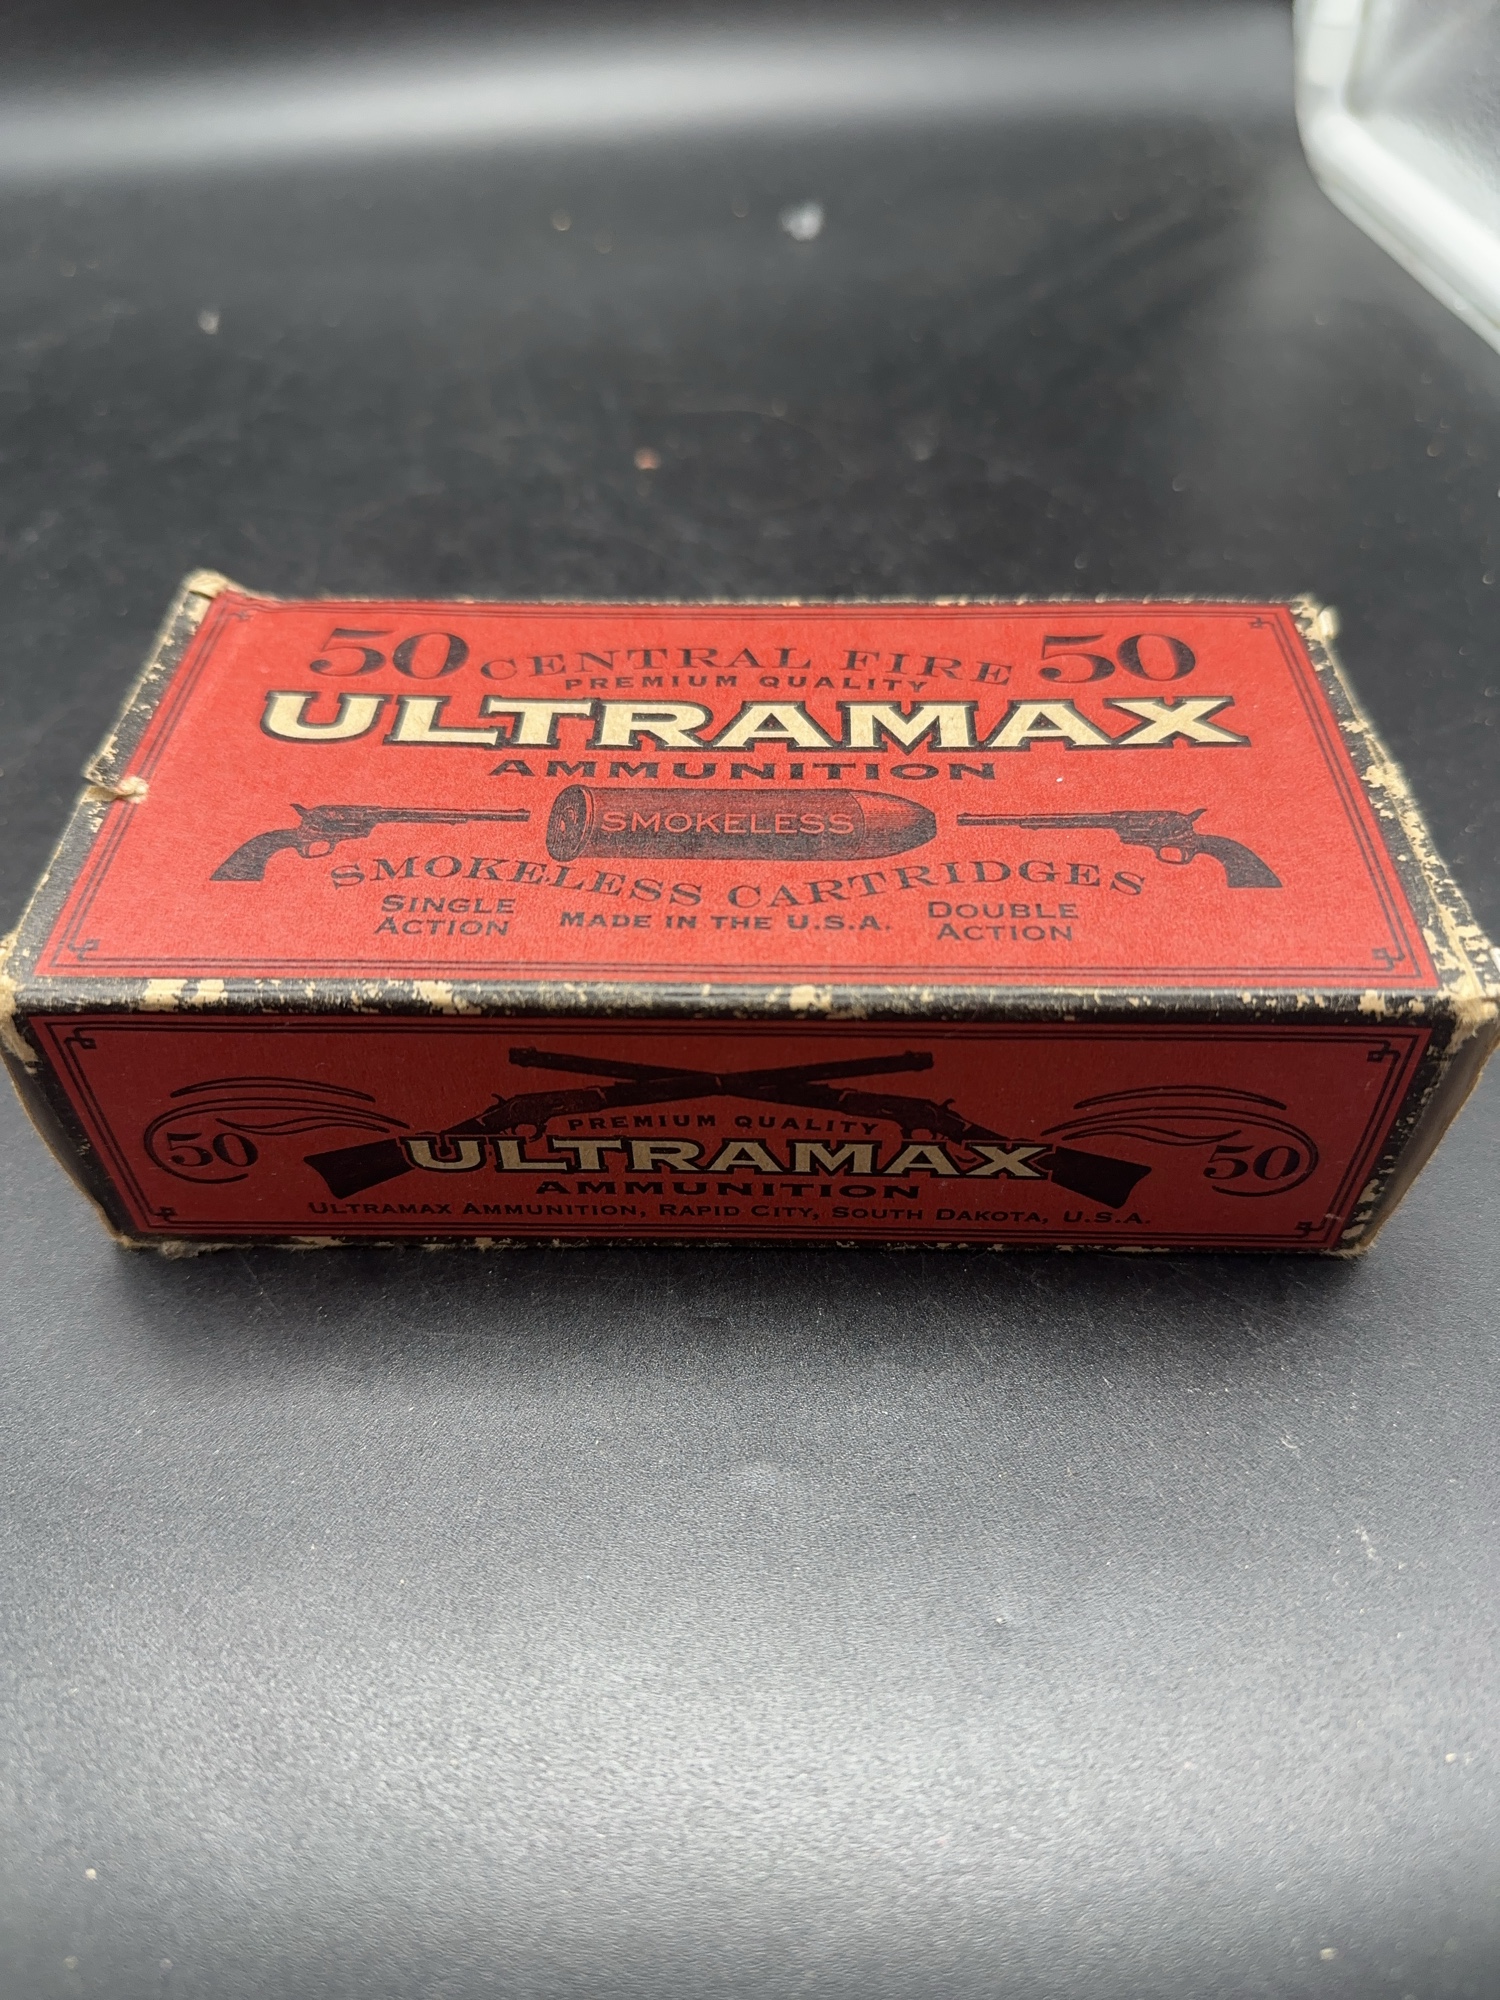 50 CENTRAL FIRE 50
PREMIUM QUALITY
ULTRAMAX
AMMUNITION
SMOKELESS
SMOKELESS CARTRIDGES
SINGLE ACTION
MADE IN THE U.S.A.
DOUBLE ACTION
PREMIUM QUALITY
50 ULTRAMAX 50
AMMUNITION
ULTRAMAX AMMUNITION, RAPID CITY, SOUTH DAKOTA, U.S.A.